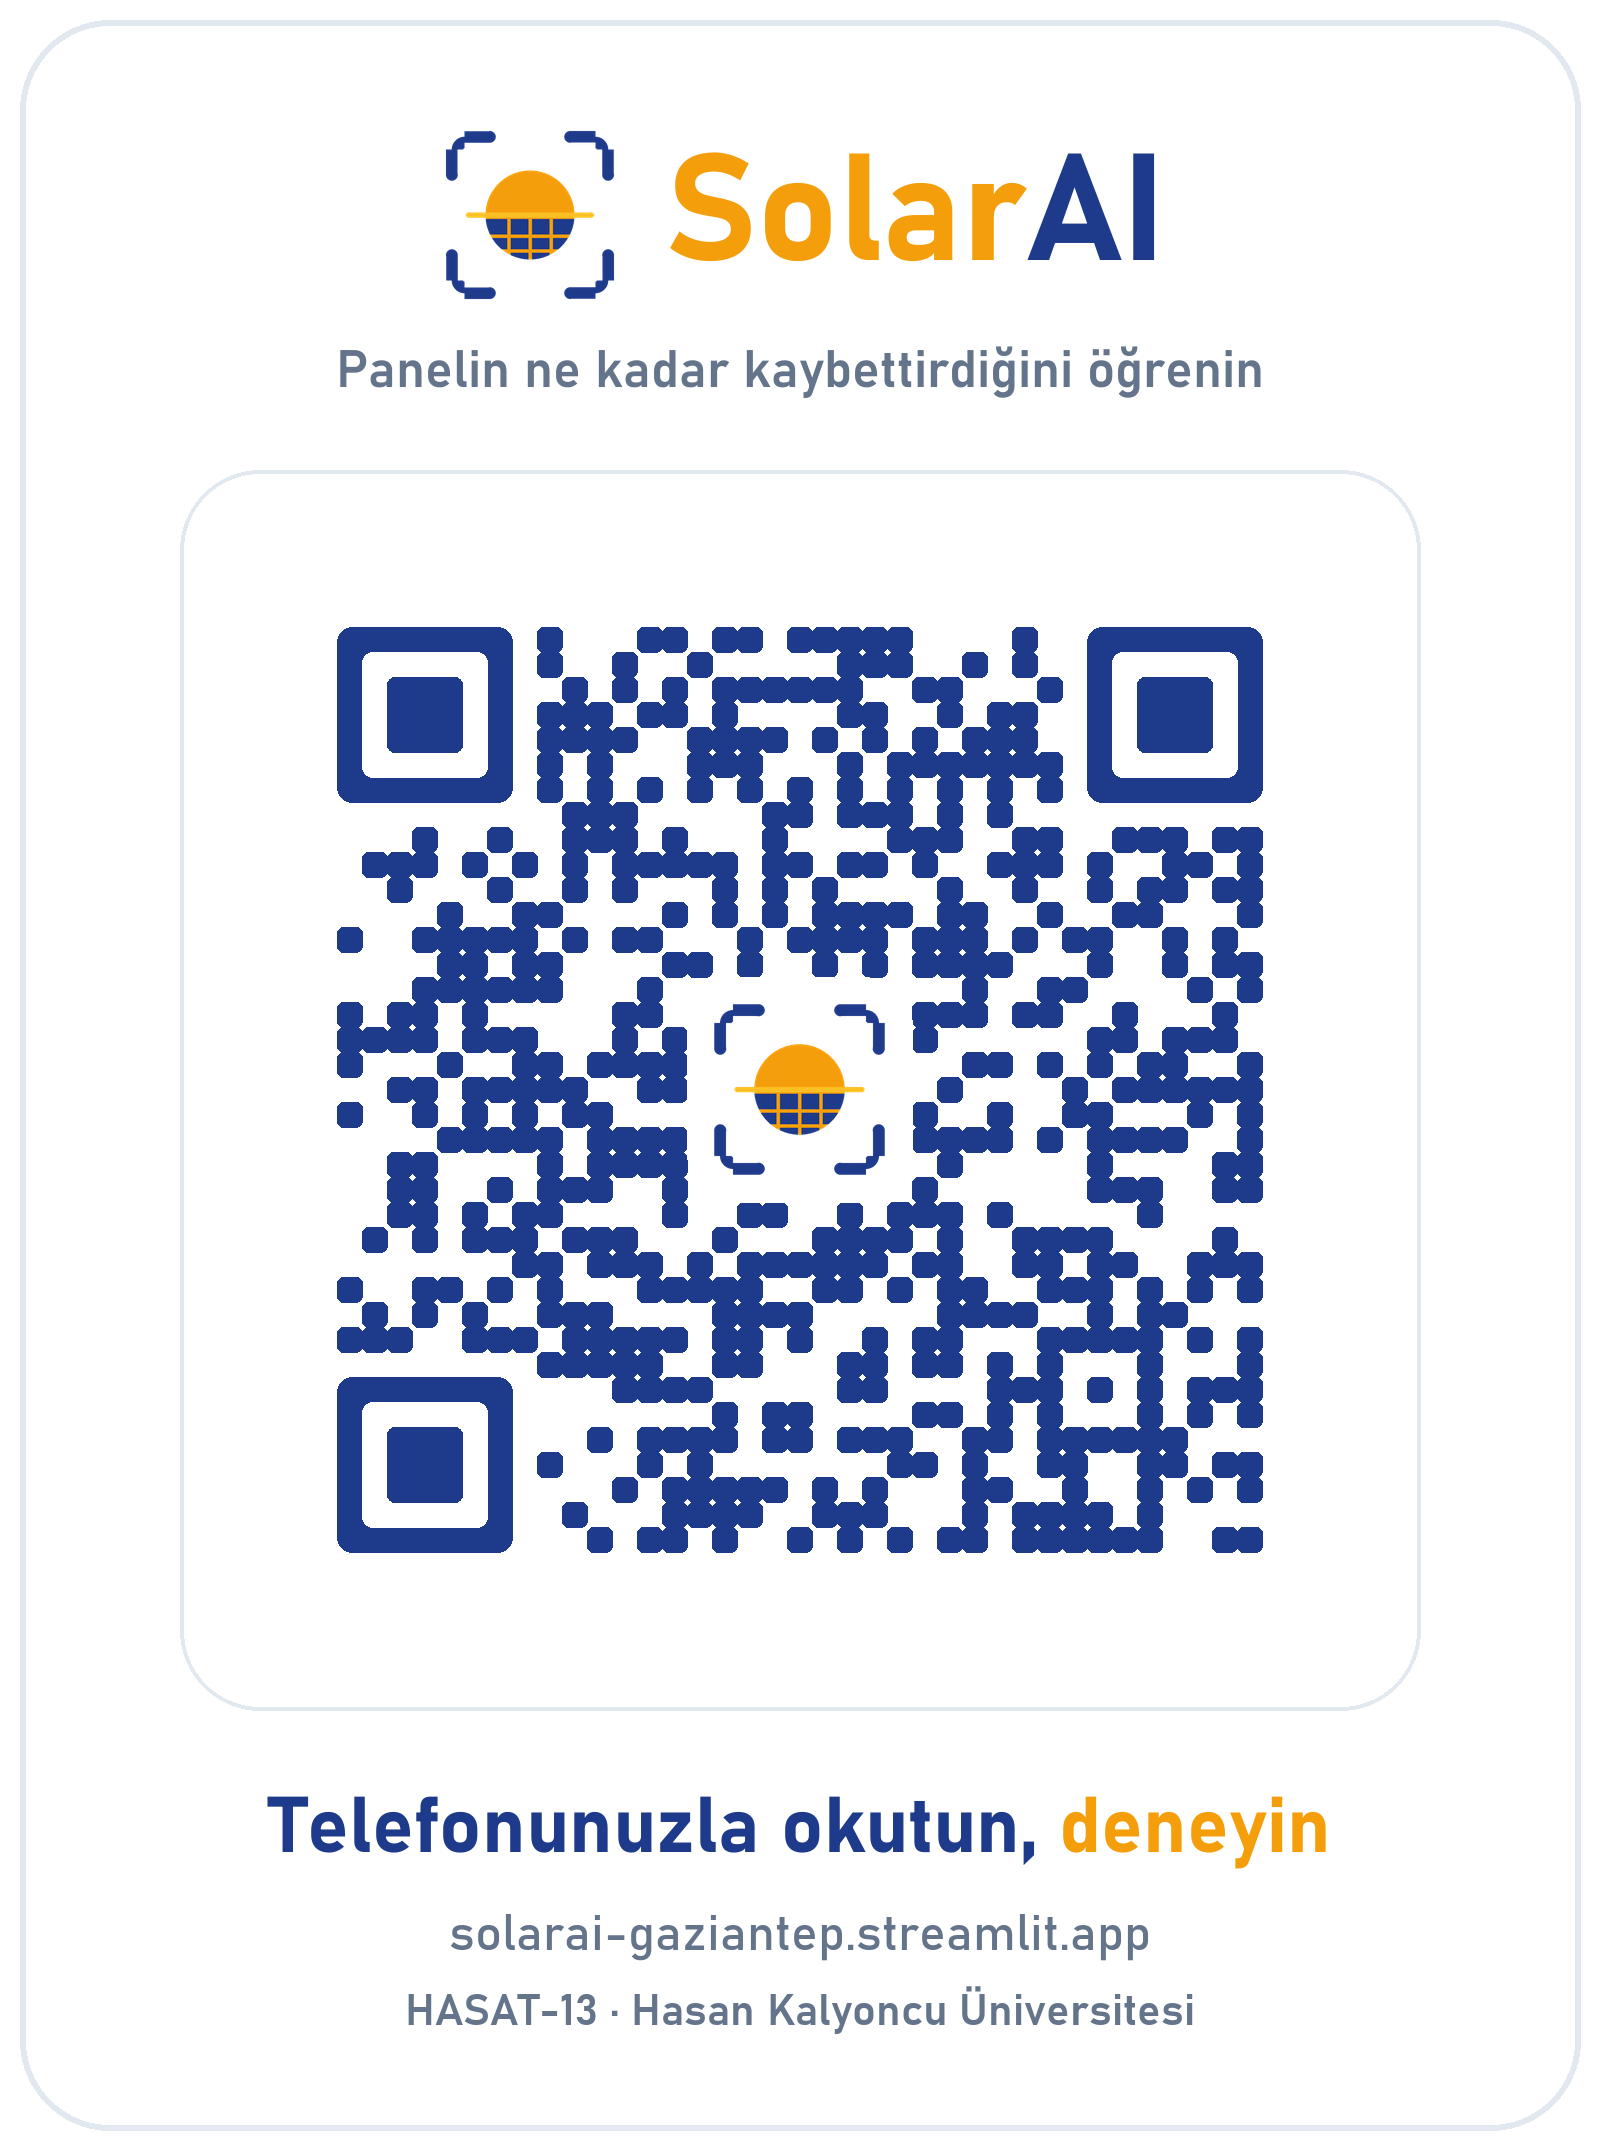 SolarAI
Panelin ne kadar kaybettirdiğini öğrenin
Telefonunuzla okutun, deneyin
solarai-gaziantep.streamlit.app
HASAT-13 · Hasan Kalyoncu Üniversitesi